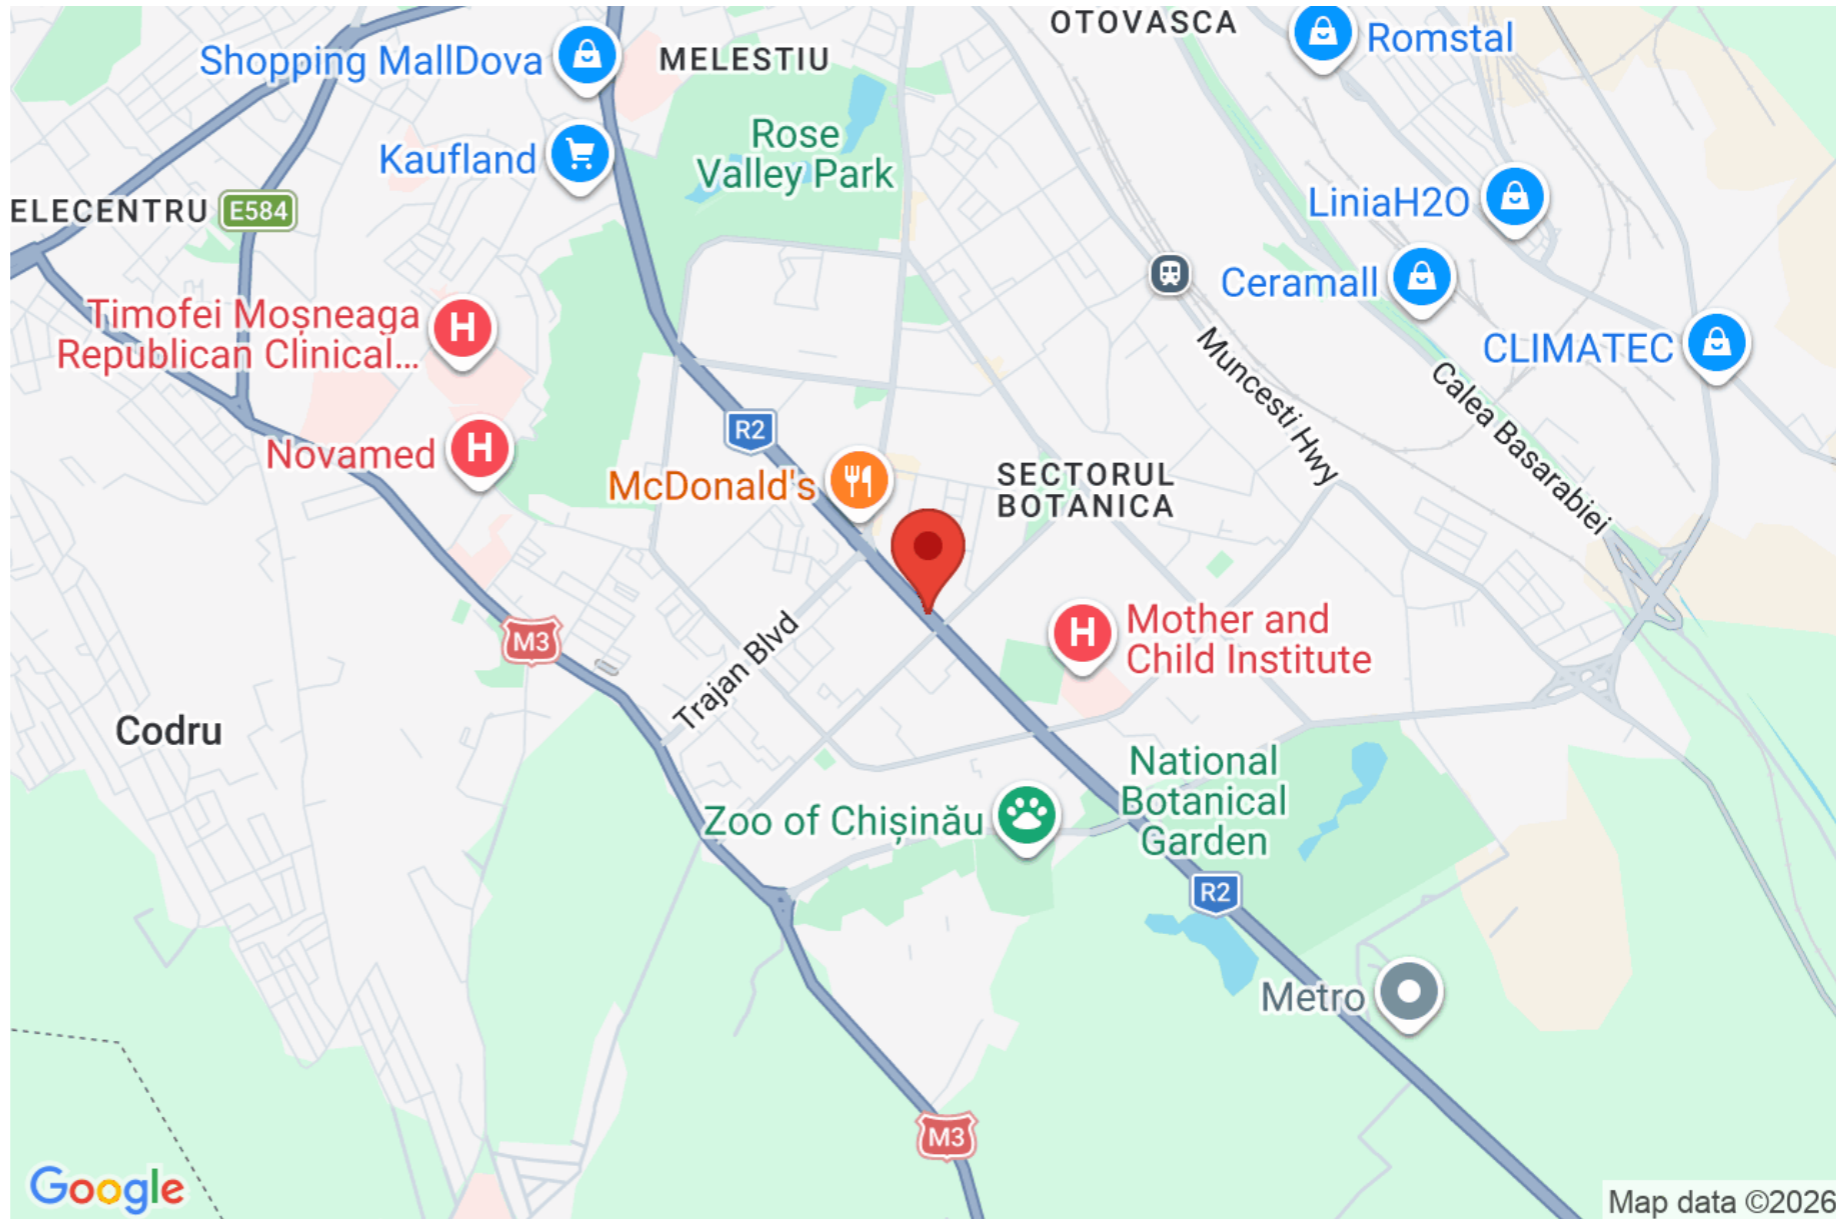 OTOVASCA
Romstal
Shopping MallDova
MELESTIU
Rose
Valley Park
Kaufland
ELECENTRU
E584
LiniaH2O
Ceramall
CLIMATEC
Timofei Moșneaga
Republican Clinical...
Muncesti Hwy
Calea Basarabiei
R2
Novamed
McDonald's
SECTORUL
BOTANICA
M3
Mother and
Child Institute
Trajan Blvd
Codru
National
Botanical
Garden
Zoo of Chișinău
R2
Metro
M3
Google
Map data ©2026